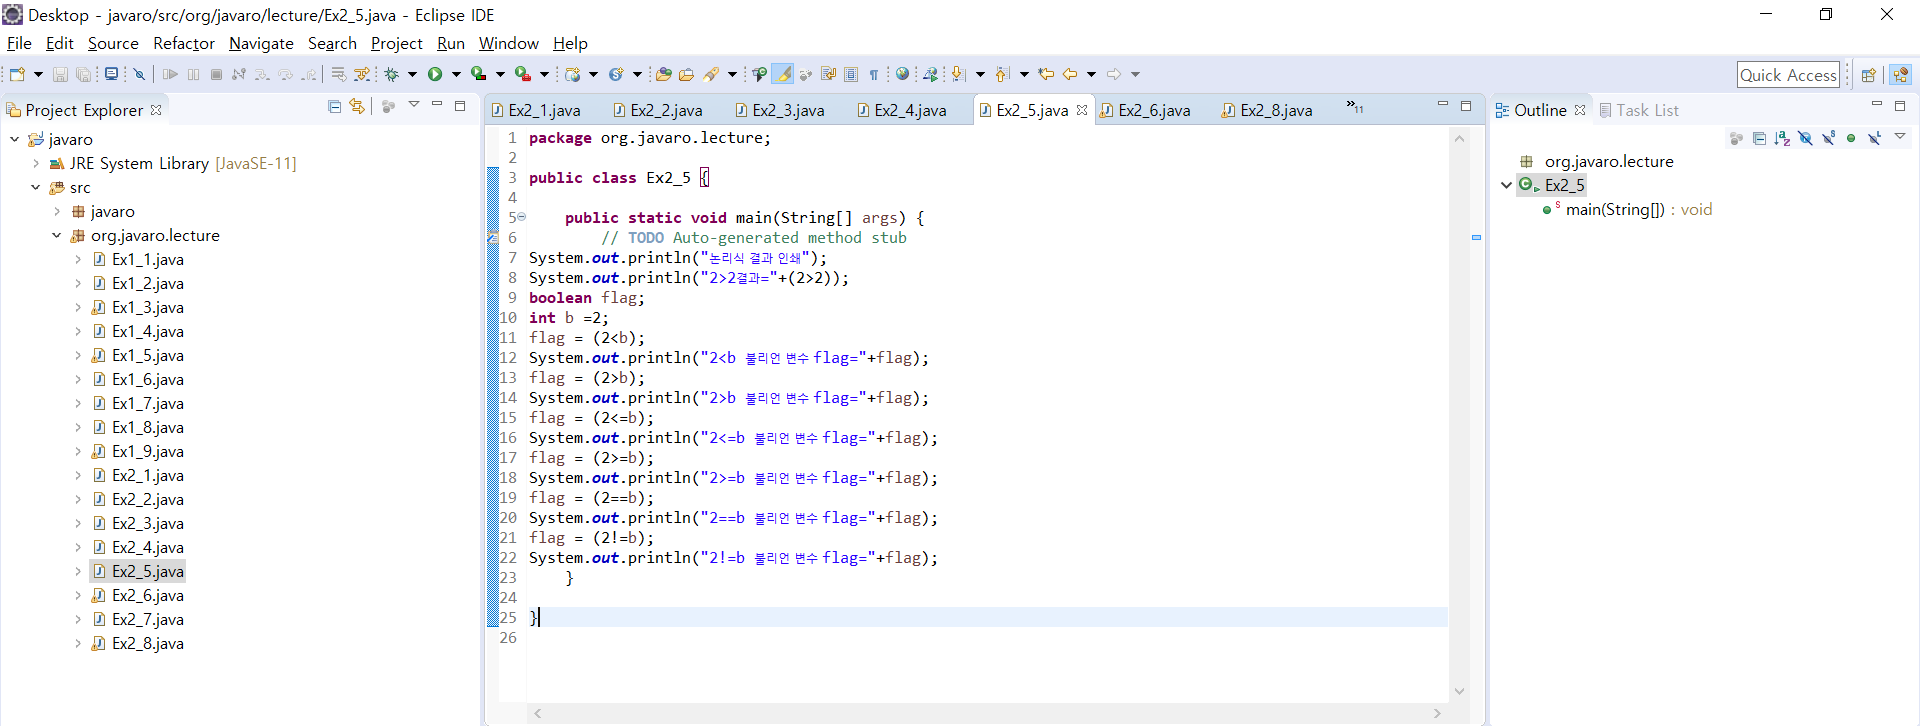 Desktop - javaro/src/org/javaro/lecture/Ex2_5.java - Eclipse IDE
File Edit Source Refactor Navigate Search Project Run Window Help
Quick Access
Project Explorer
javaro
JRE System Library [JavaSE-11]
src
javaro
org.javaro.lecture
Ex1_1.java
Ex1_2.java
Ex1_3.java
Ex1_4.java
Ex1_5.java
Ex1_6.java
Ex1_7.java
Ex1_8.java
Ex1_9.java
Ex2_1.java
Ex2_2.java
Ex2_3.java
Ex2_4.java
Ex2_5.java
Ex2_6.java
Ex2_7.java
Ex2_8.java
Ex2_1.java Ex2_2.java Ex2_3.java Ex2_4.java Ex2_5.java Ex2_6.java Ex2_8.java »11
1 package org.javaro.lecture;
2
3 public class Ex2_5 {
4
5 public static void main(String[] args) {
6 // TODO Auto-generated method stub
7 System.out.println("논리식 결과 인쇄");
8 System.out.println("2>2결과="+(2>2));
9 boolean flag;
10 int b =2;
11 flag = (2<b);
12 System.out.println("2<b 불리언 변수 flag="+flag);
13 flag = (2>b);
14 System.out.println("2>b 불리언 변수 flag="+flag);
15 flag = (2<=b);
16 System.out.println("2<=b 불리언 변수 flag="+flag);
17 flag = (2>=b);
18 System.out.println("2>=b 불리언 변수 flag="+flag);
19 flag = (2==b);
20 System.out.println("2==b 불리언 변수 flag="+flag);
21 flag = (2!=b);
22 System.out.println("2!=b 불리언 변수 flag="+flag);
23 }
24
25 }
26
Outline Task List
org.javaro.lecture
Ex2_5
main(String[]) : void